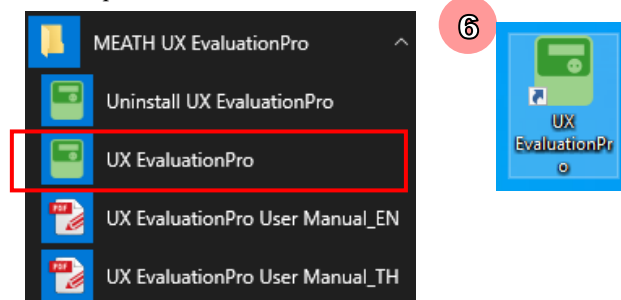 MEATH UX EvaluationPro
Uninstall UX EvaluationPro
UX EvaluationPro
UX EvaluationPro User Manual_EN
UX EvaluationPro User Manual_TH
6
UX
EvaluationPr
o